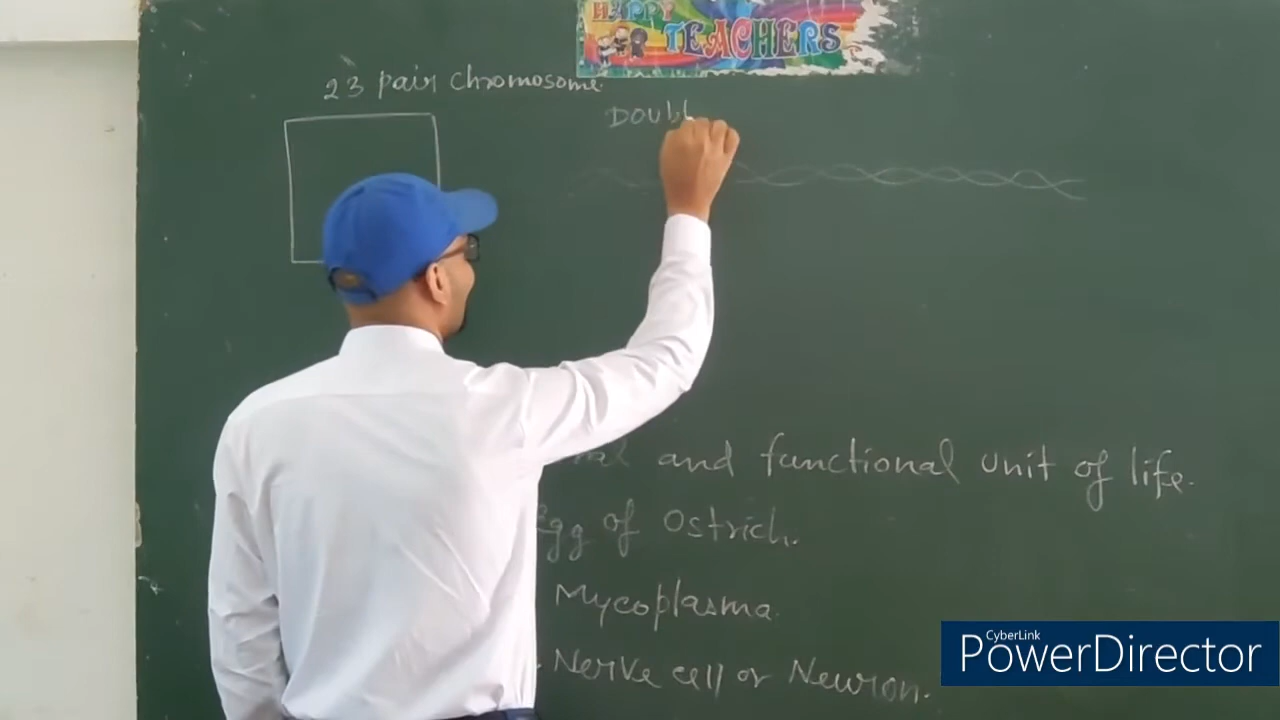 HAPPY
TEACHERS
23 pair chromosome.
Doubl
and functional unit of life.
Egg of Ostrich.
Mycoplasma.
Nerve cell or Neuron.
CyberLink
PowerDirector